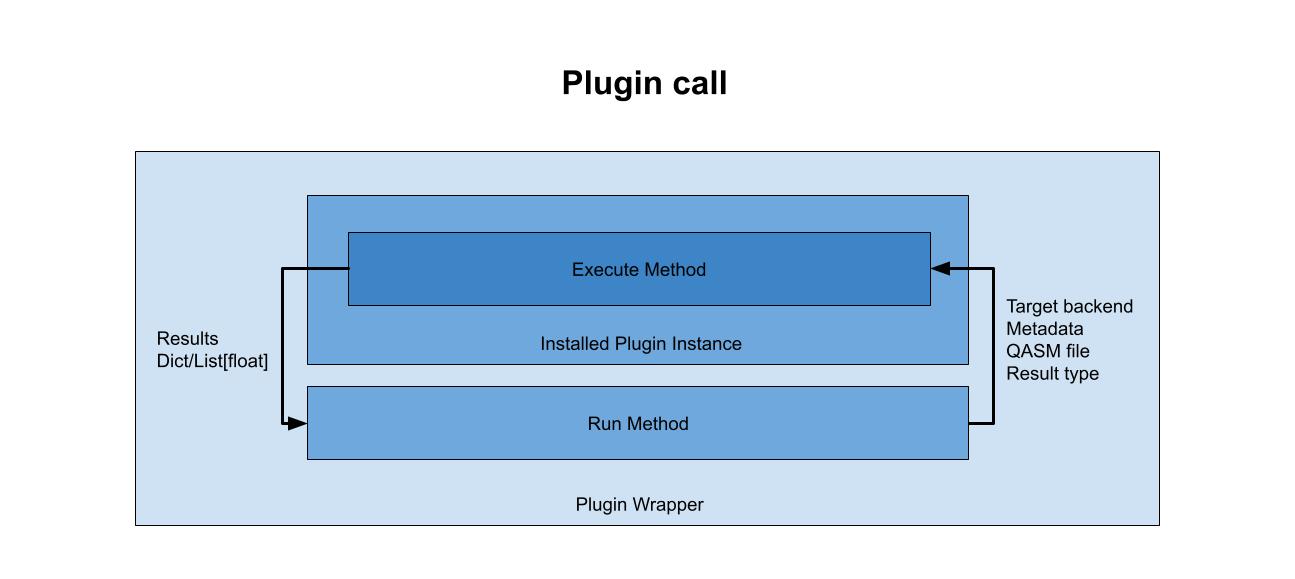 Plugin call
Execute Method
Installed Plugin Instance
Results
Dict/List[float]
Target backend
Metadata
QASM file
Result type
Run Method
Plugin Wrapper